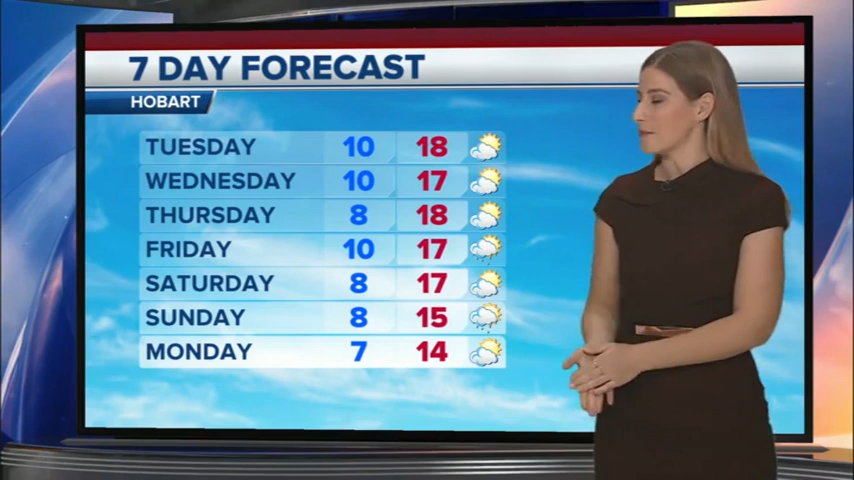 7 DAY FORECAST
HOBART
TUESDAY 10 18
WEDNESDAY 10 17
THURSDAY 8 18
FRIDAY 10 17
SATURDAY 8 17
SUNDAY 8 15
MONDAY 7 14